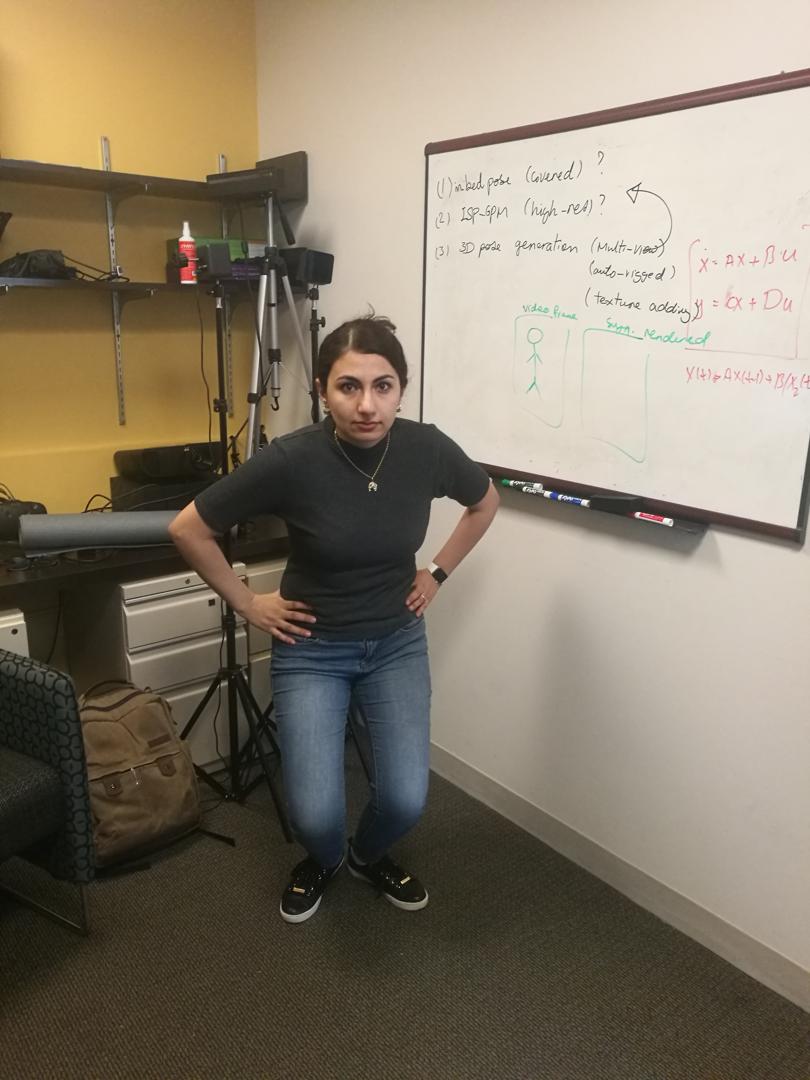 (1) in bed pose (covered) ?
(2) ISP-GPM (high-res) ?
(3) 3D pose generation (Multi-view)
(auto-rigged)
(texture adding)
video frame
rendered
ẋ = AX + Bu
y = Cx + Du